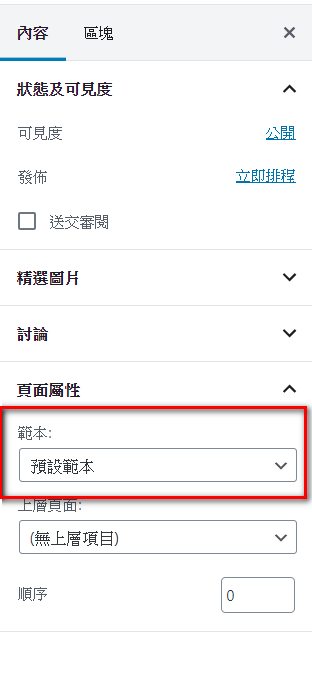 內容 區塊
狀態及可見度
可見度 公開
發佈 立即排程
送交審閱
精選圖片
討論
頁面屬性
範本:
預設範本
上層頁面:
(無上層項目)
順序 0